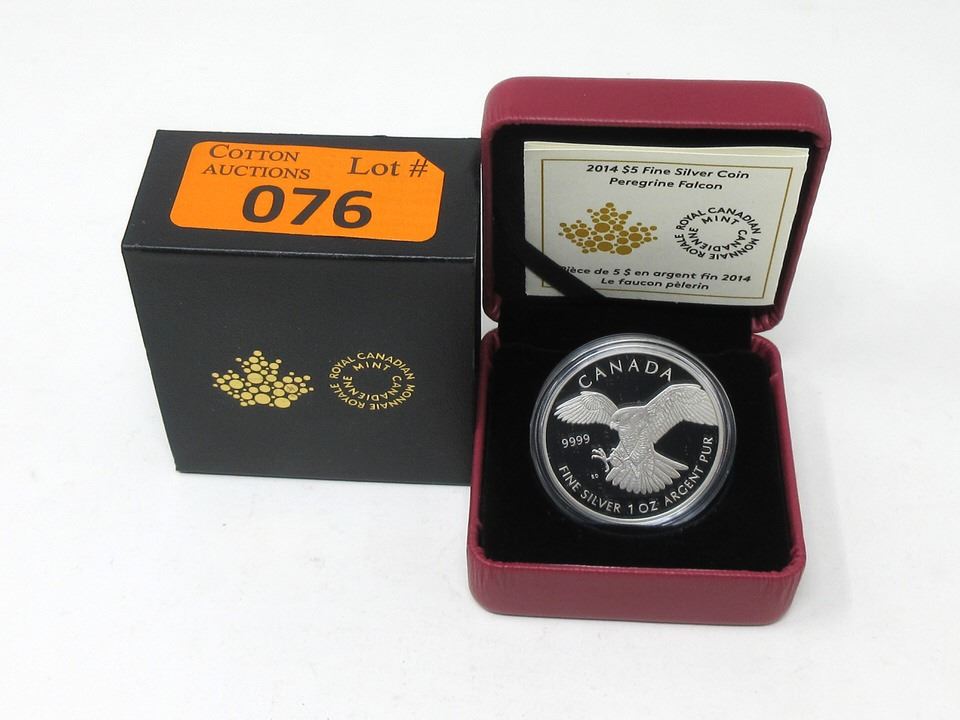 COTTON AUCTIONS
Lot #
076
ROYAL CANADIAN MINT
MONNAIE ROYALE CANADIENNE
2014 $5 Fine Silver Coin
Peregrine Falcon
ROYAL CANADIAN MINT
MONNAIE ROYALE CANADIENNE
ièce de 5 $ en argent fin 2014
Le faucon pèlerin
CANADA
9999
FINE SILVER 1 OZ ARGENT PUR